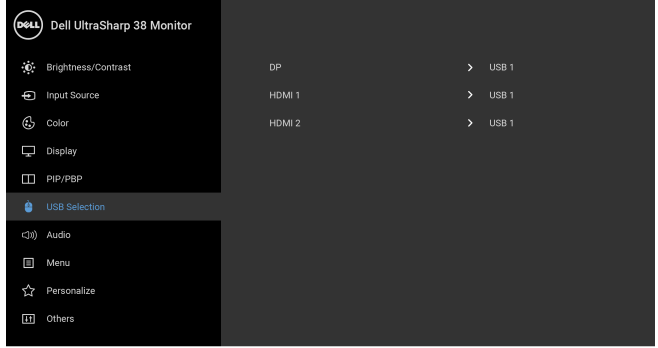 DELL Dell UltraSharp 38 Monitor
Brightness/Contrast DP USB 1
Input Source HDMI 1 USB 1
Color HDMI 2 USB 1
Display
PIP/PBP
USB Selection
Audio
Menu
Personalize
Others